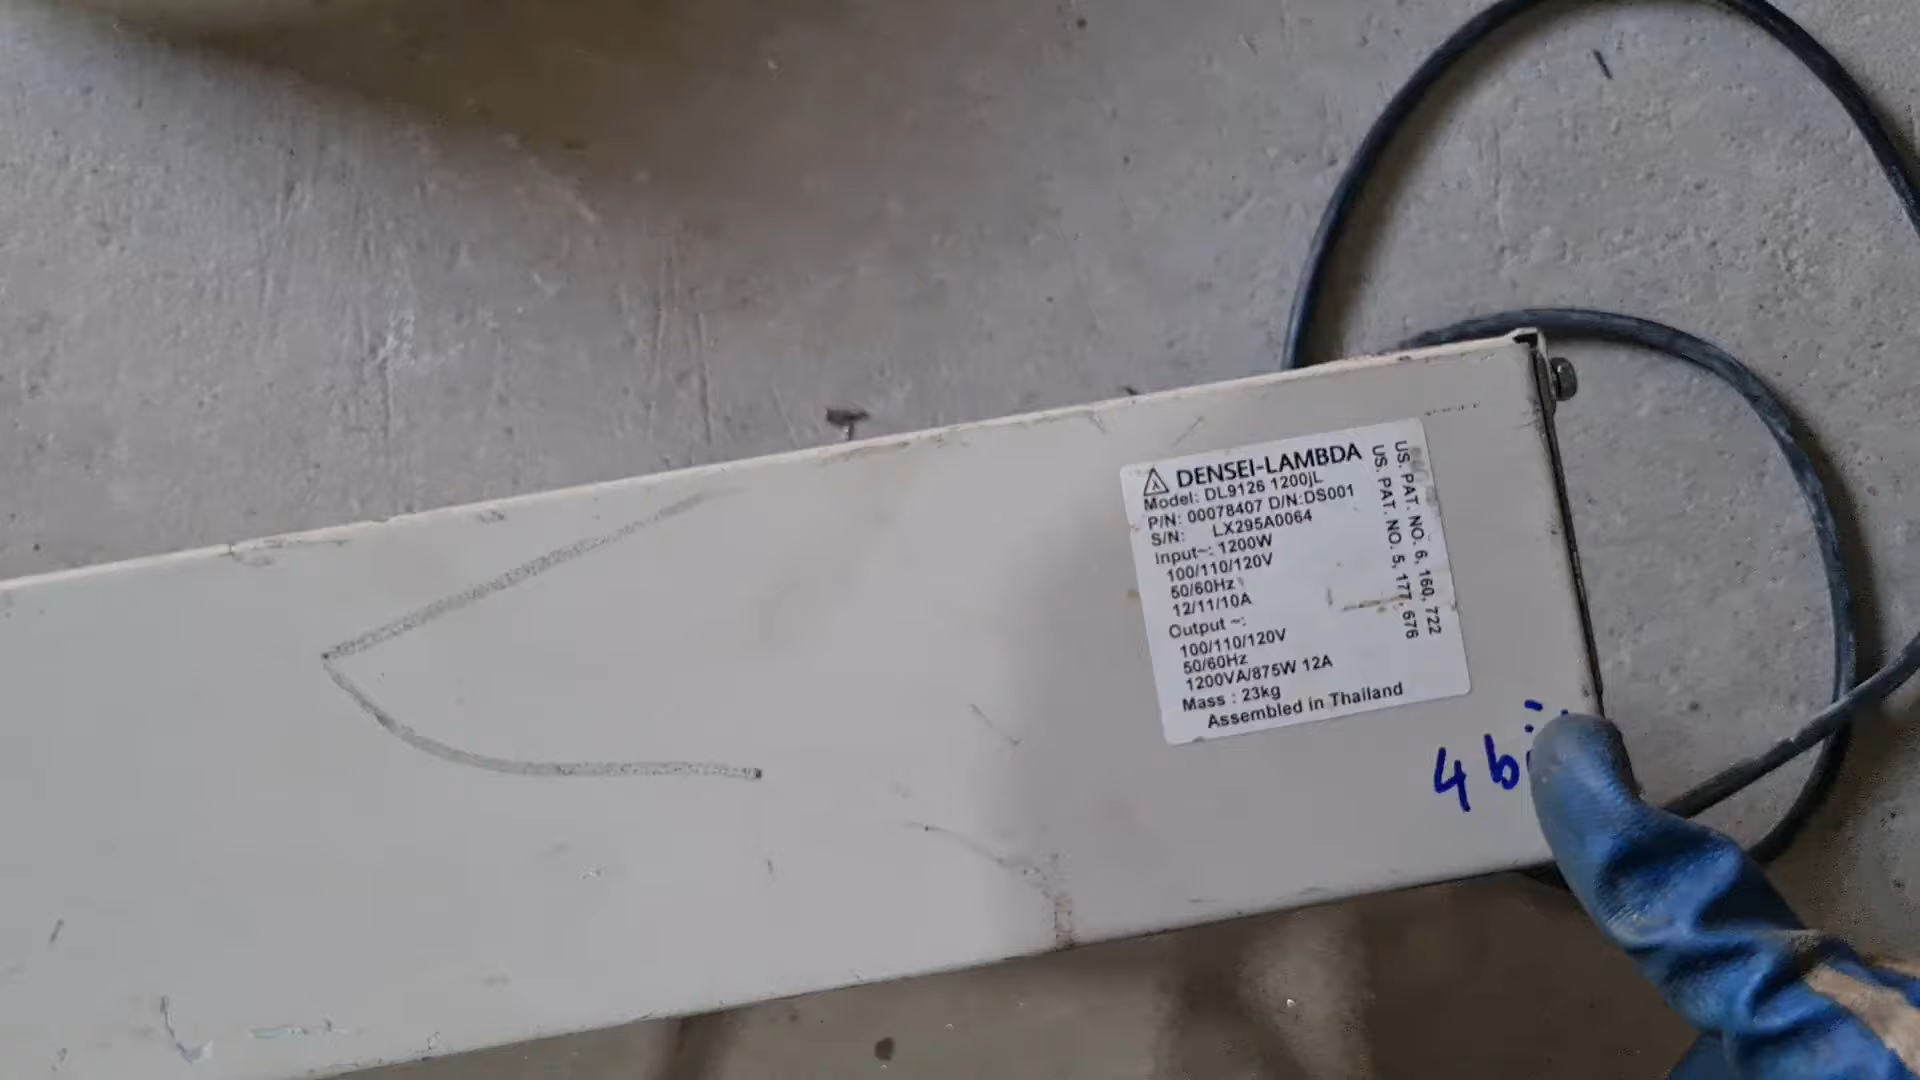 DENSEI-LAMBDA
Model: DL9126 1200jL
P/N: 00078407 D/N:DS001
S/N: LX295A0064
Input~: 1200W
100/110/120V
50/60Hz
12/11/10A
Output ~:
100/110/120V
50/60Hz
1200VA/875W 12A
Mass : 23kg
Assembled in Thailand
US. PAT. NO. 6, 160, 722
US. PAT. NO. 5, 177, 676
4